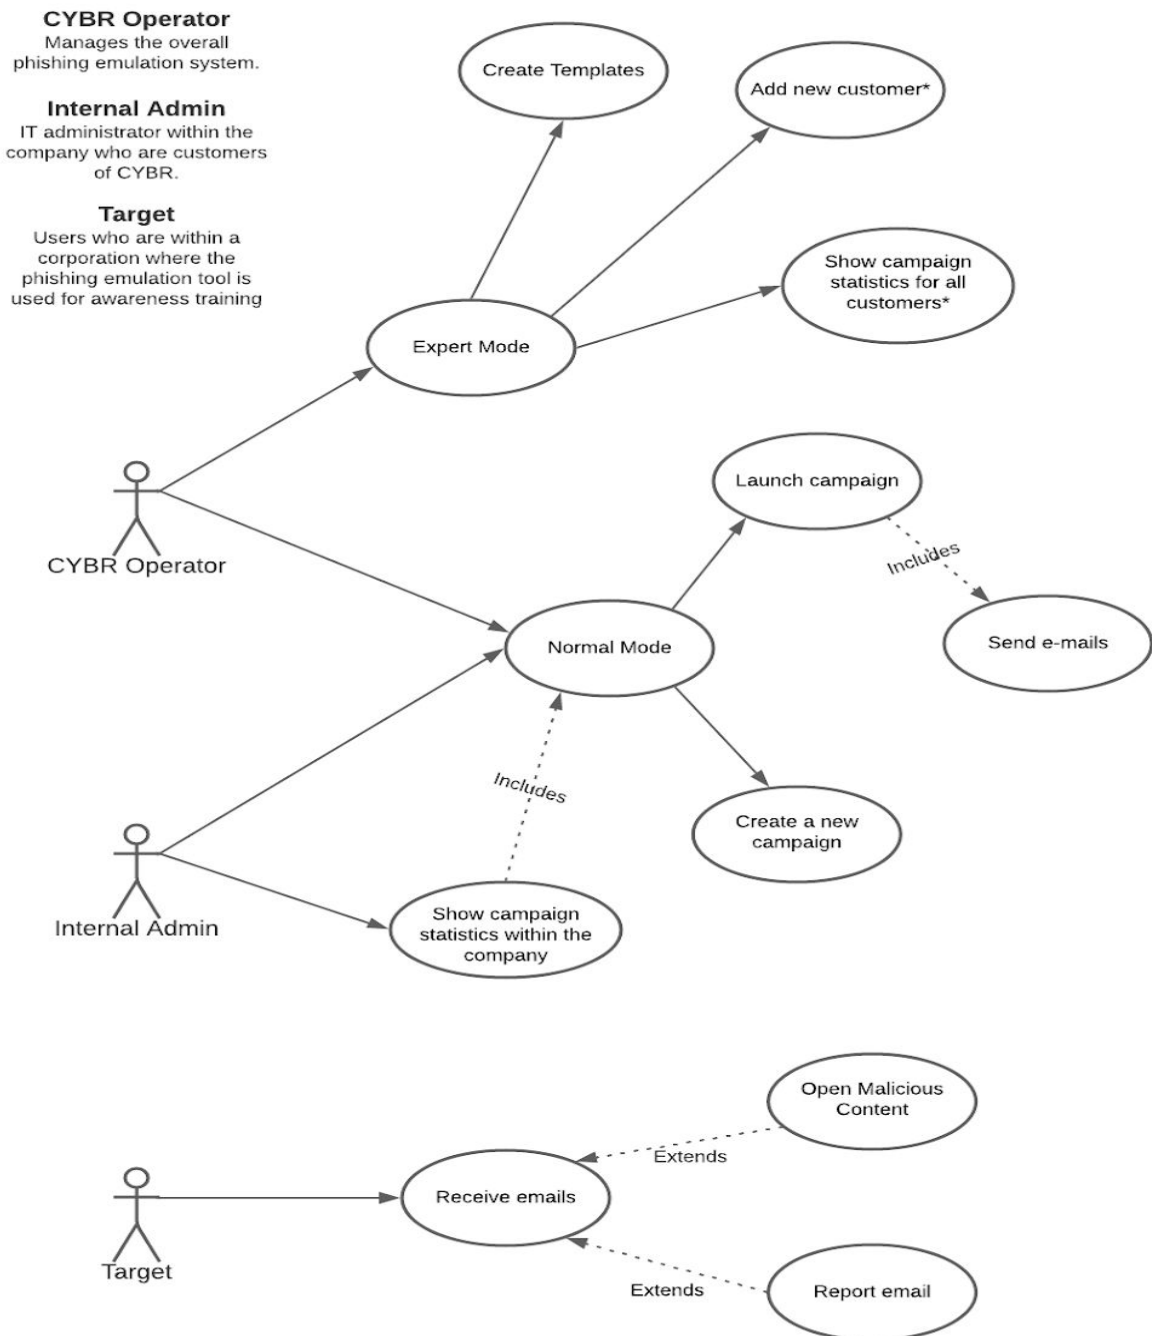 CYBR Operator
Manages the overall
phishing emulation system.
Internal Admin
IT administrator within the
company who are customers
of CYBR.
Target
Users who are within a
corporation where the
phishing emulation tool is
used for awareness training
Create Templates
Add new customer*
Show campaign
statistics for all
customers*
Expert Mode
CYBR Operator
Launch campaign
Includes
Send e-mails
Normal Mode
Includes
Create a new
campaign
Internal Admin
Show campaign
statistics within the
company
Open Malicious
Content
Extends
Receive emails
Target
Extends
Report email